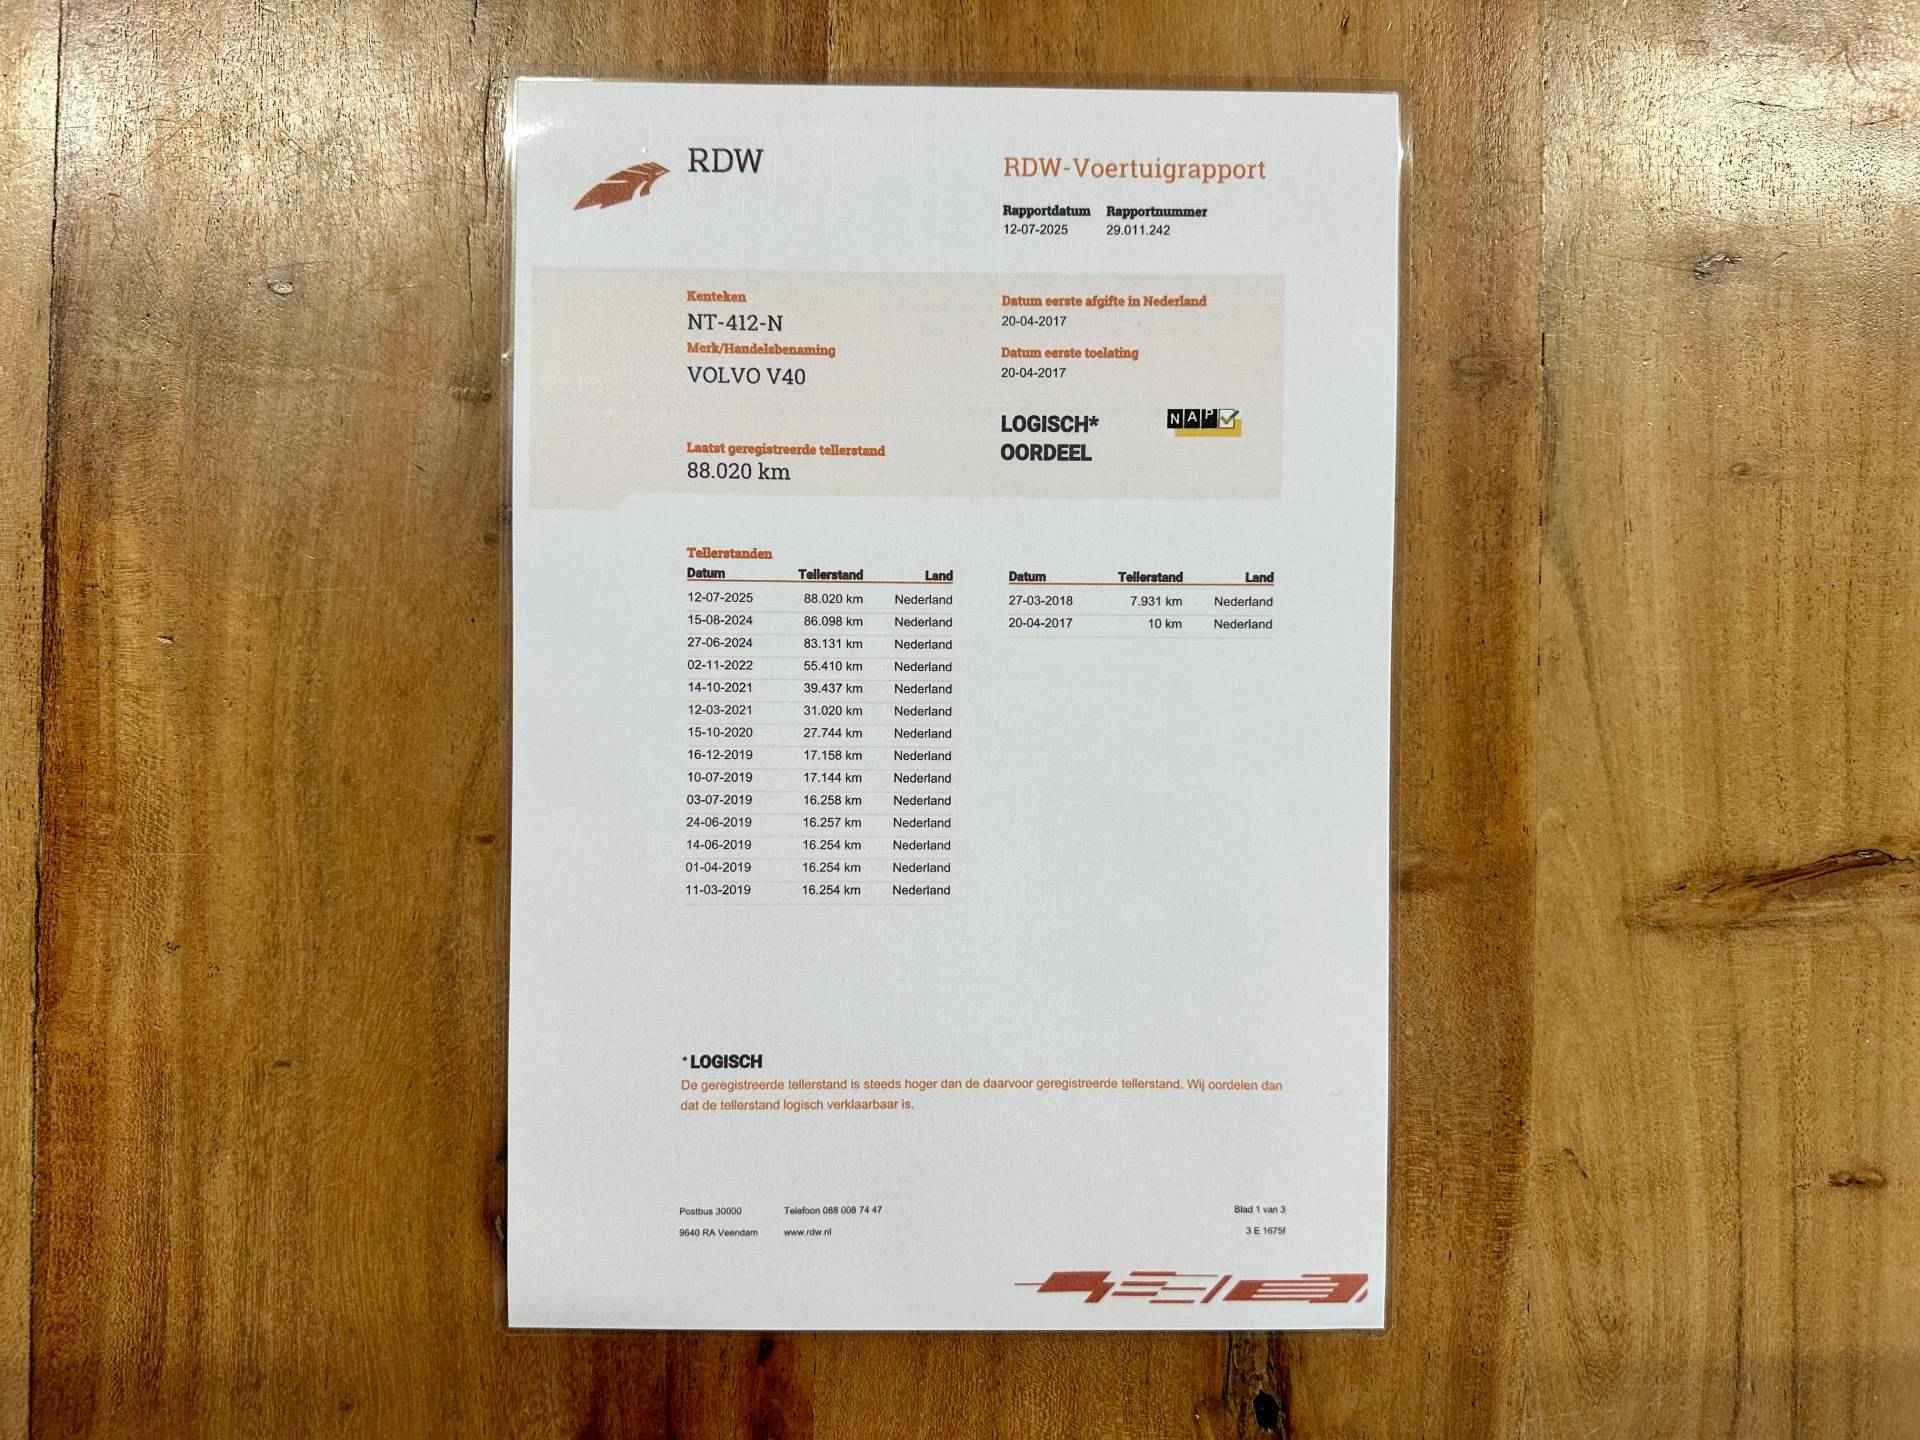 RDW
RDW-Voertuigrapport
Rapportdatum Rapportnummer
12-07-2025 29.011.242
Kenteken
NT-412-N
Merk/Handelsbenaming
VOLVO V40
Laatst geregistreerde tellerstand
88.020 km
Datum eerste afgifte in Nederland
20-04-2017
Datum eerste toelating
20-04-2017
LOGISCH*
OORDEEL
NAP
Tellerstanden
Datum Tellerstand Land
12-07-2025 88.020 km Nederland
15-08-2024 86.098 km Nederland
27-06-2024 83.131 km Nederland
02-11-2022 55.410 km Nederland
14-10-2021 39.437 km Nederland
12-03-2021 31.020 km Nederland
15-10-2020 27.744 km Nederland
16-12-2019 17.158 km Nederland
10-07-2019 17.144 km Nederland
03-07-2019 16.258 km Nederland
24-06-2019 16.257 km Nederland
14-06-2019 16.254 km Nederland
01-04-2019 16.254 km Nederland
11-03-2019 16.254 km Nederland
Datum Tellerstand Land
27-03-2018 7.931 km Nederland
20-04-2017 10 km Nederland
* LOGISCH
De geregistreerde tellerstand is steeds hoger dan de daarvoor geregistreerde tellerstand. Wij oordelen dan
dat de tellerstand logisch verklaarbaar is.
Postbus 30000 Telefoon 088 008 74 47 Blad 1 van 3
9640 RA Veendam www.rdw.nl 3 E 1675f